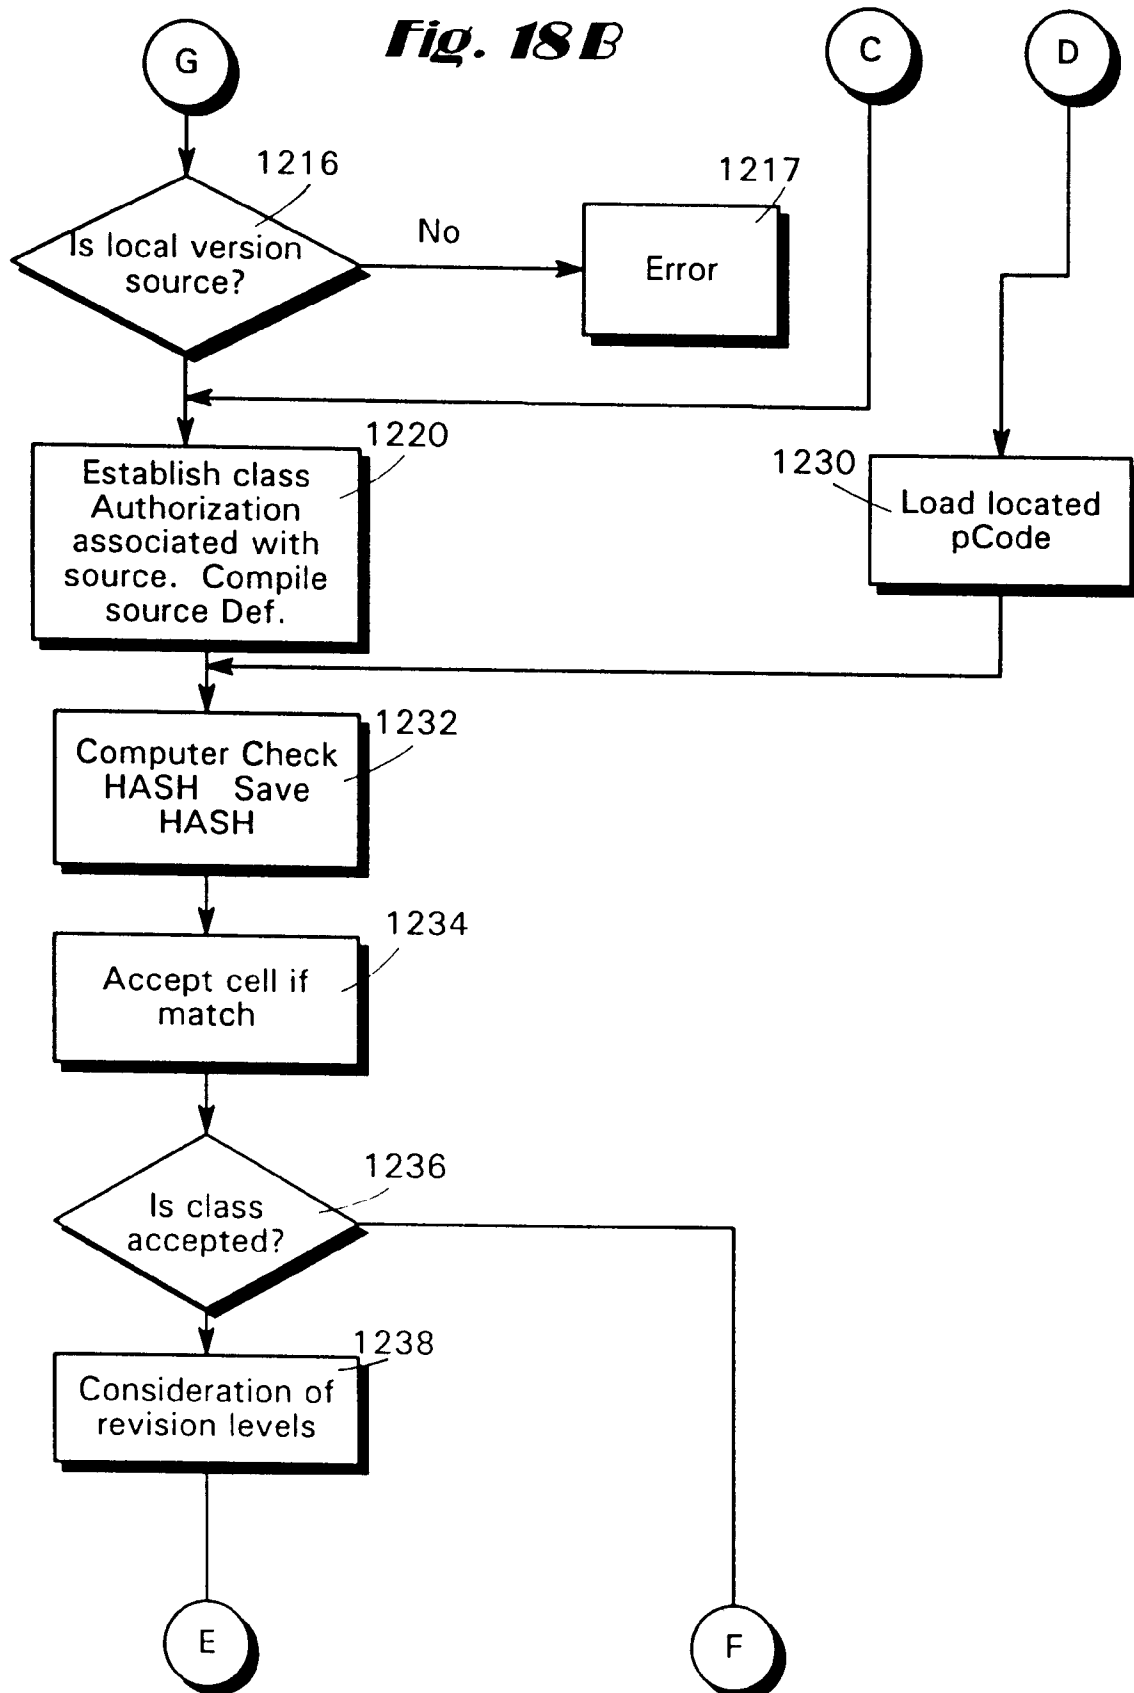 Fig. 18B
G
C
D
1216
Is local version
source?
No
1217
Error
1220
Establish class
Authorization
associated with
source. Compile
source Def.
1230
Load located
pCode
1232
Computer Check
HASH Save
HASH
1234
Accept cell if
match
1236
Is class
accepted?
1238
Consideration of
revision levels
E
F